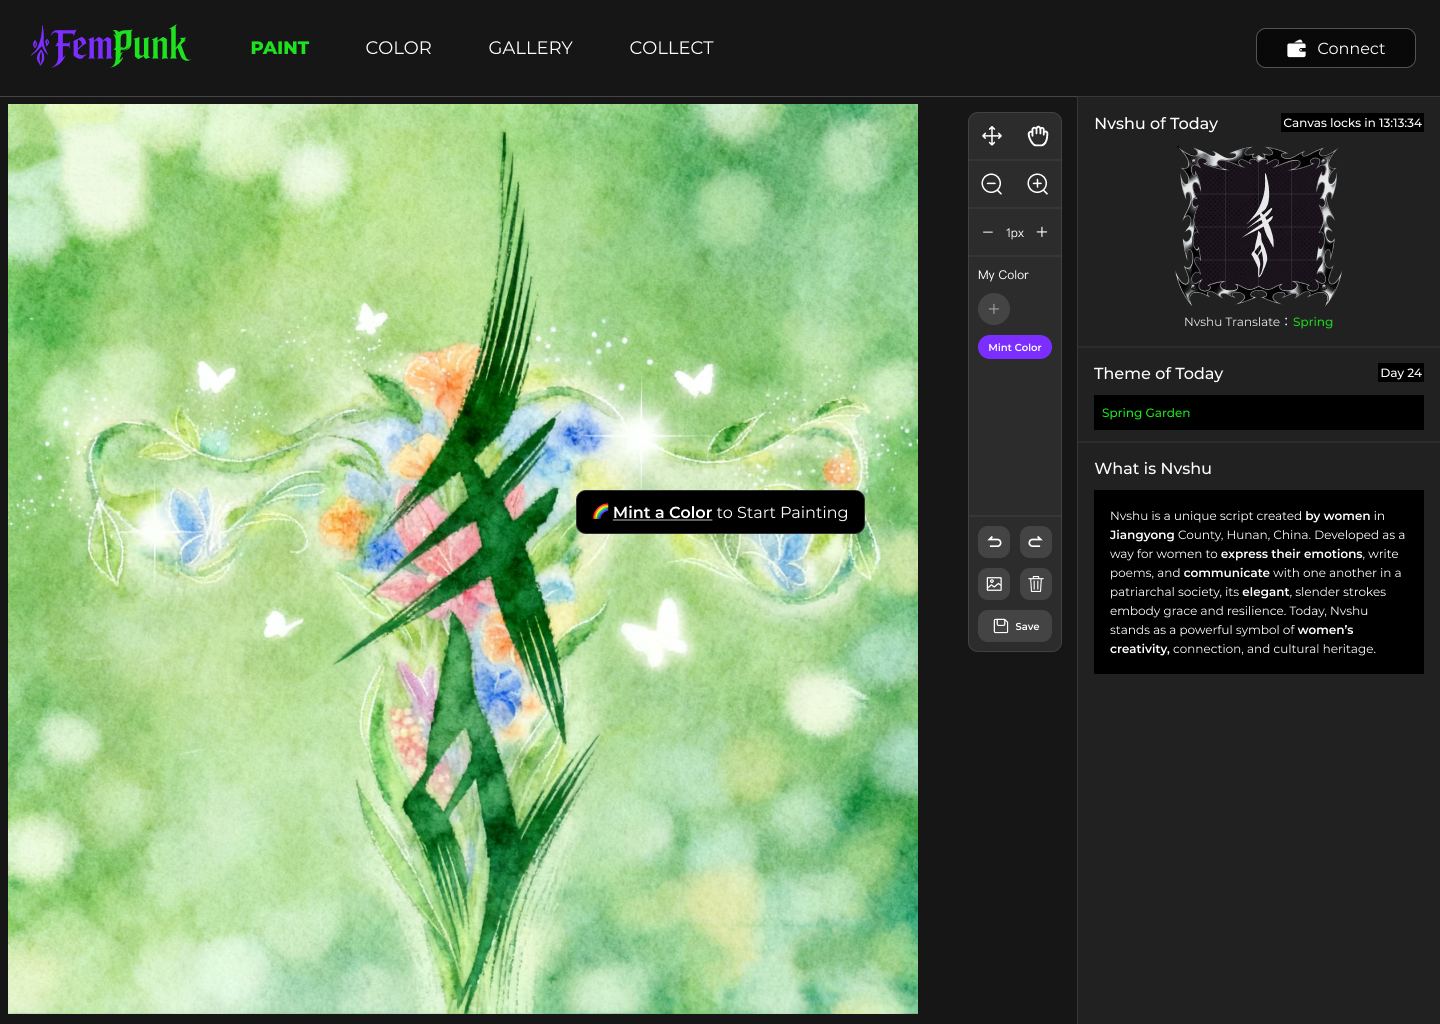 FemPunk
PAINT
COLOR
GALLERY
COLLECT
Connect
🌈 Mint a Color to Start Painting
1px
My Color
Mint Color
Save
Nvshu of Today
Canvas locks in 13:13:34
Nvshu Translate：Spring
Theme of Today
Day 24
Spring Garden
What is Nvshu
Nvshu is a unique script created by women in
Jiangyong County, Hunan, China. Developed as a
way for women to express their emotions, write
poems, and communicate with one another in a
patriarchal society, its elegant, slender strokes
embody grace and resilience. Today, Nvshu
stands as a powerful symbol of women’s
creativity, connection, and cultural heritage.